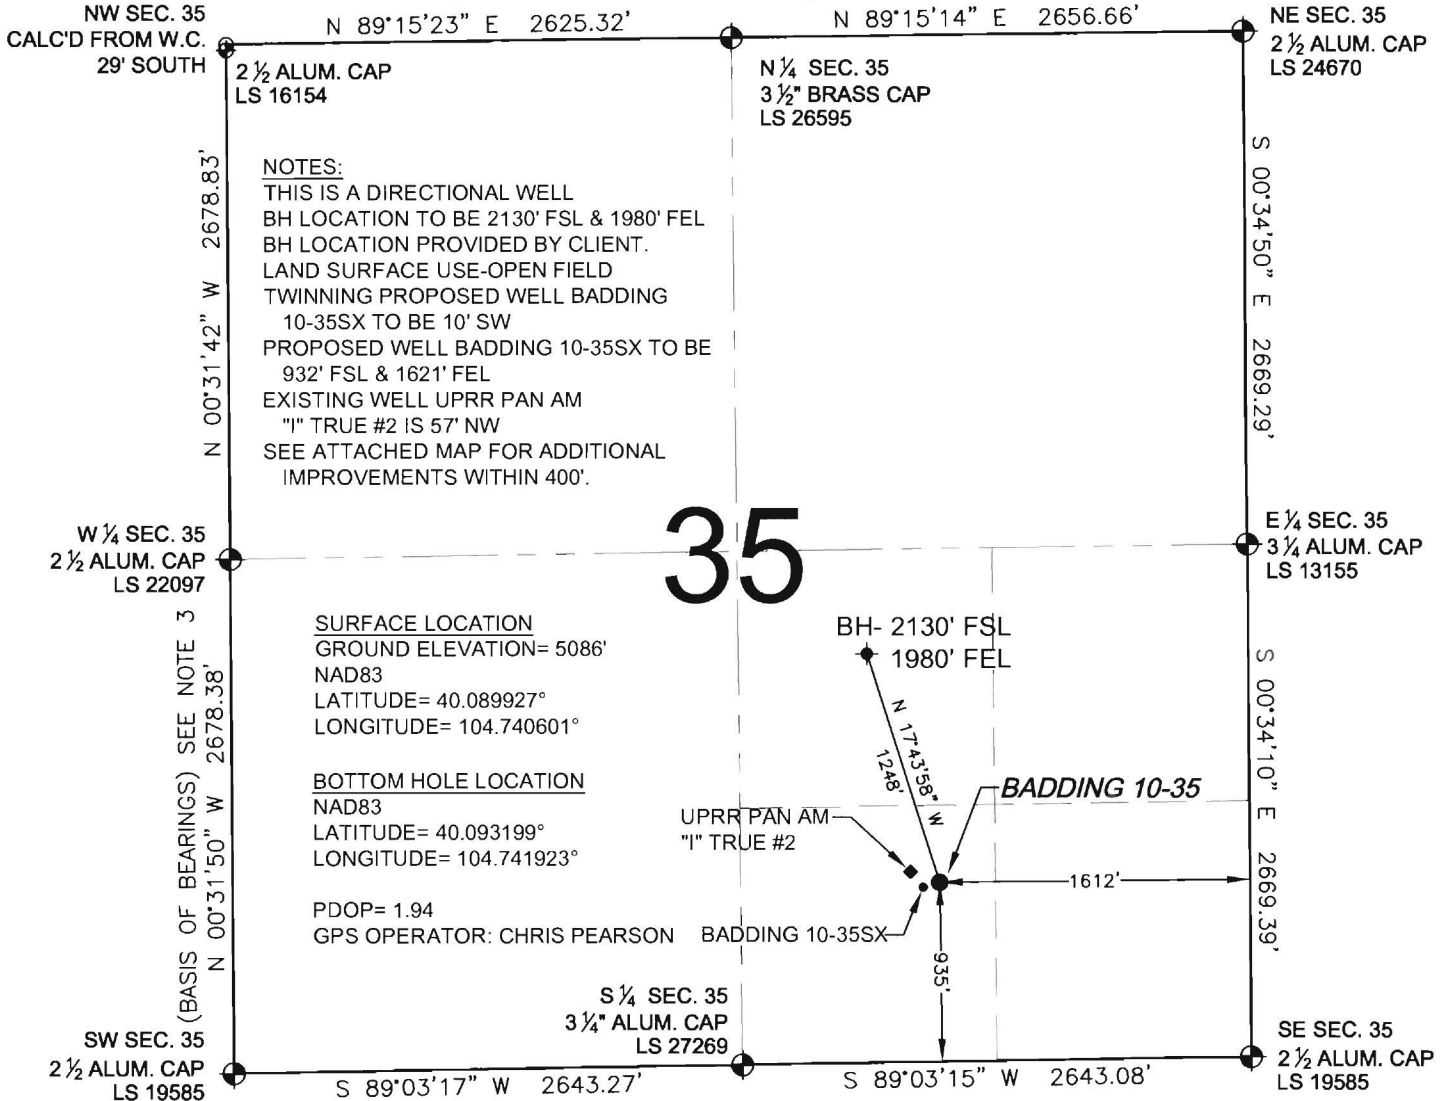 NW SEC. 35
CALC'D FROM W.C.
29' SOUTH
2 ½ ALUM. CAP
LS 16154
N 89°15'23" E 2625.32'
N 89°15'14" E 2656.66'
N ¼ SEC. 35
3 ½" BRASS CAP
LS 26595
NE SEC. 35
2 ½ ALUM. CAP
LS 24670
NOTES:
THIS IS A DIRECTIONAL WELL
BH LOCATION TO BE 2130' FSL & 1980' FEL
BH LOCATION PROVIDED BY CLIENT.
LAND SURFACE USE-OPEN FIELD
TWINNING PROPOSED WELL BADDING
10-35SX TO BE 10' SW
PROPOSED WELL BADDING 10-35SX TO BE
932' FSL & 1621' FEL
EXISTING WELL UPRR PAN AM
"I" TRUE #2 IS 57' NW
SEE ATTACHED MAP FOR ADDITIONAL
IMPROVEMENTS WITHIN 400'.
N 00°31'42" W 2678.83'
S 00°34'50" E 2669.29'
35
W ¼ SEC. 35
2 ½ ALUM. CAP
LS 22097
E ¼ SEC. 35
3 ¼ ALUM. CAP
LS 13155
SURFACE LOCATION
GROUND ELEVATION= 5086'
NAD83
LATITUDE= 40.089927°
LONGITUDE= 104.740601°
BOTTOM HOLE LOCATION
NAD83
LATITUDE= 40.093199°
LONGITUDE= 104.741923°
PDOP= 1.94
GPS OPERATOR: CHRIS PEARSON
BH- 2130' FSL
1980' FEL
N 17°43'58" W
1248'
BADDING 10-35
UPRR PAN AM
"I" TRUE #2
1612'
BADDING 10-35SX
935'
(BASIS OF BEARINGS) SEE NOTE 3
N 00°31'50" W 2678.38'
S 00°34'10" E 2669.39'
SW SEC. 35
2 ½ ALUM. CAP
LS 19585
S 89°03'17" W 2643.27'
S ¼ SEC. 35
3 ¼" ALUM. CAP
LS 27269
S 89°03'15" W 2643.08'
SE SEC. 35
2 ½ ALUM. CAP
LS 19585